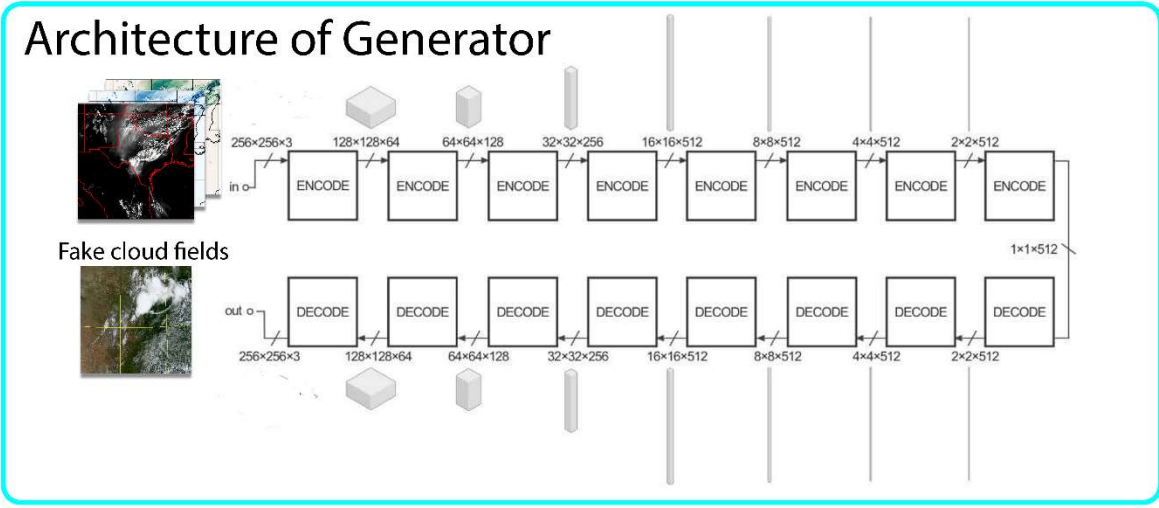 Architecture of Generator
256×256×3 128×128×64 64×64×128 32×32×256 16×16×512 8×8×512 4×4×512 2×2×512
in ENCODE ENCODE ENCODE ENCODE ENCODE ENCODE ENCODE ENCODE
Fake cloud fields
1×1×512
out DECODE DECODE DECODE DECODE DECODE DECODE DECODE DECODE
256×256×3 128×128×64 64×64×128 32×32×256 16×16×512 8×8×512 4×4×512 2×2×512